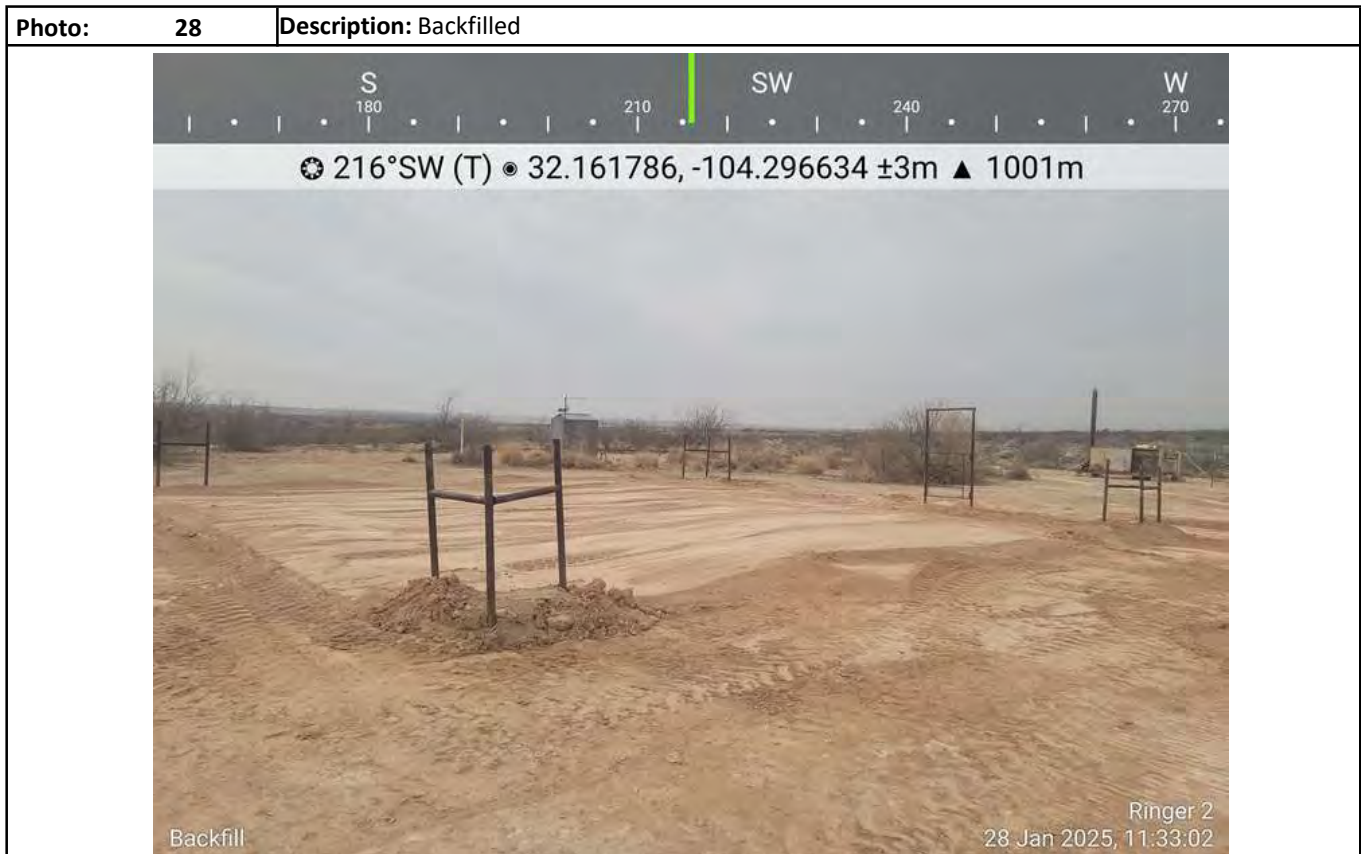 Photo: 28 Description: Backfilled
S SW W
180 210 240 270
216°SW (T) 32.161786, -104.296634 ±3m ▲ 1001m
Ringer 2
Backfill 28 Jan 2025, 11:33:02